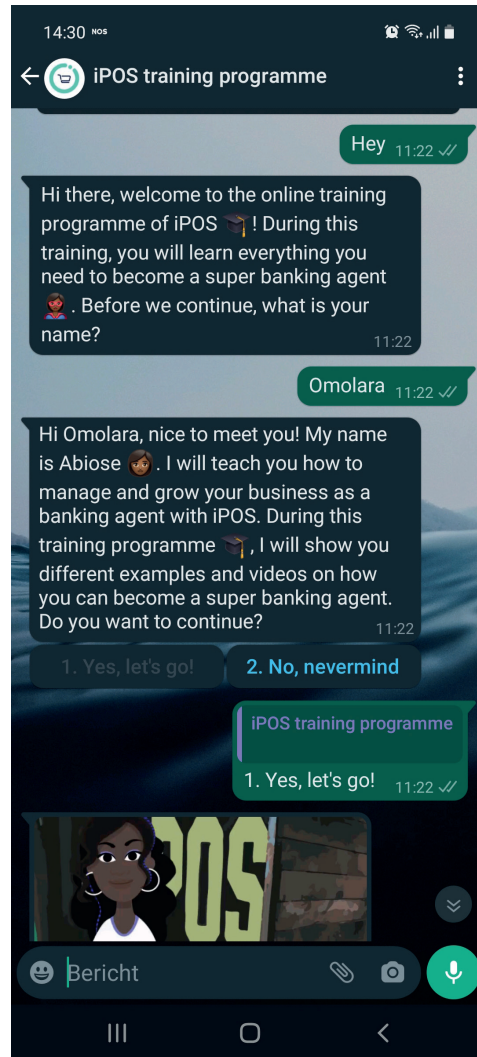 14:30 NOS
iPOS training programme
Hey 11:22
Hi there, welcome to the online training
programme of iPOS 🎓! During this
training, you will learn everything you
need to become a super banking agent
🦸🏾‍♀️. Before we continue, what is your
name?
11:22
Omolara 11:22
Hi Omolara, nice to meet you! My name
is Abiose 👩🏾. I will teach you how to
manage and grow your business as a
banking agent with iPOS. During this
training programme 🎓, I will show you
different examples and videos on how
you can become a super banking agent.
Do you want to continue?
11:22
1. Yes, let's go!
2. No, nevermind
iPOS training programme
1. Yes, let's go! 11:22
POS
Bericht